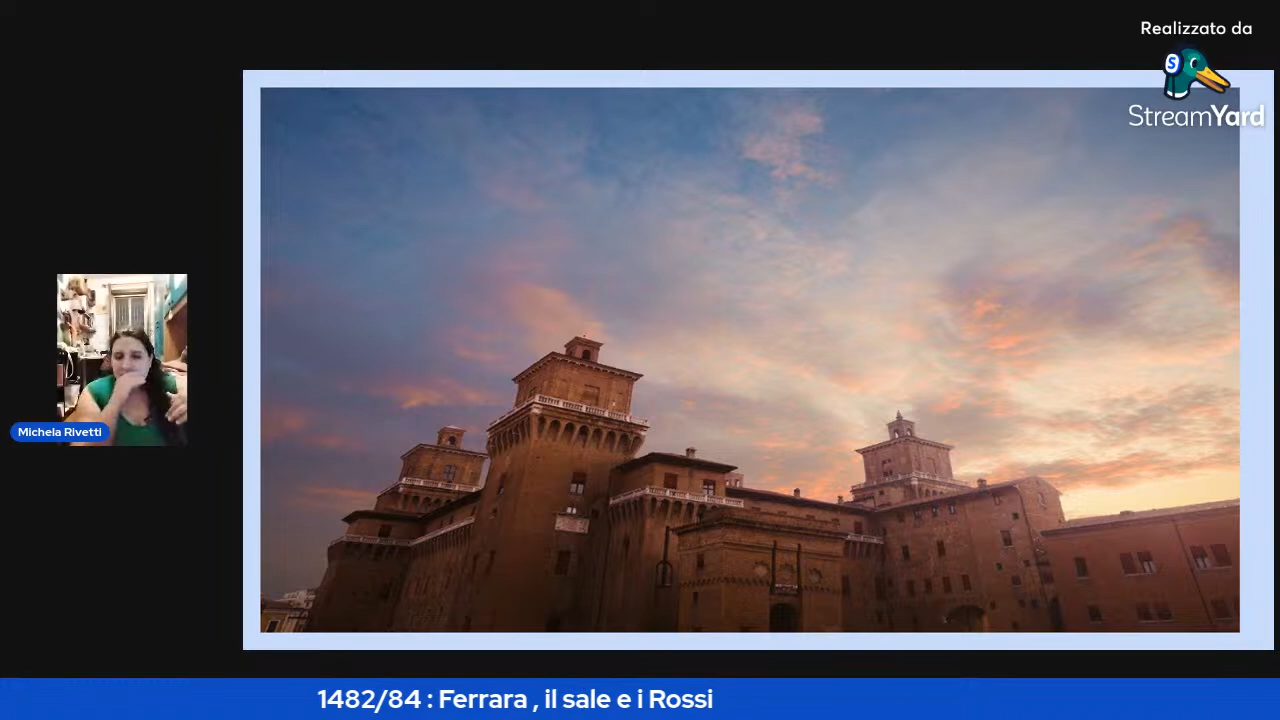 Realizzato da
StreamYard
Michela Rivetti
1482/84 : Ferrara , il sale e i Rossi